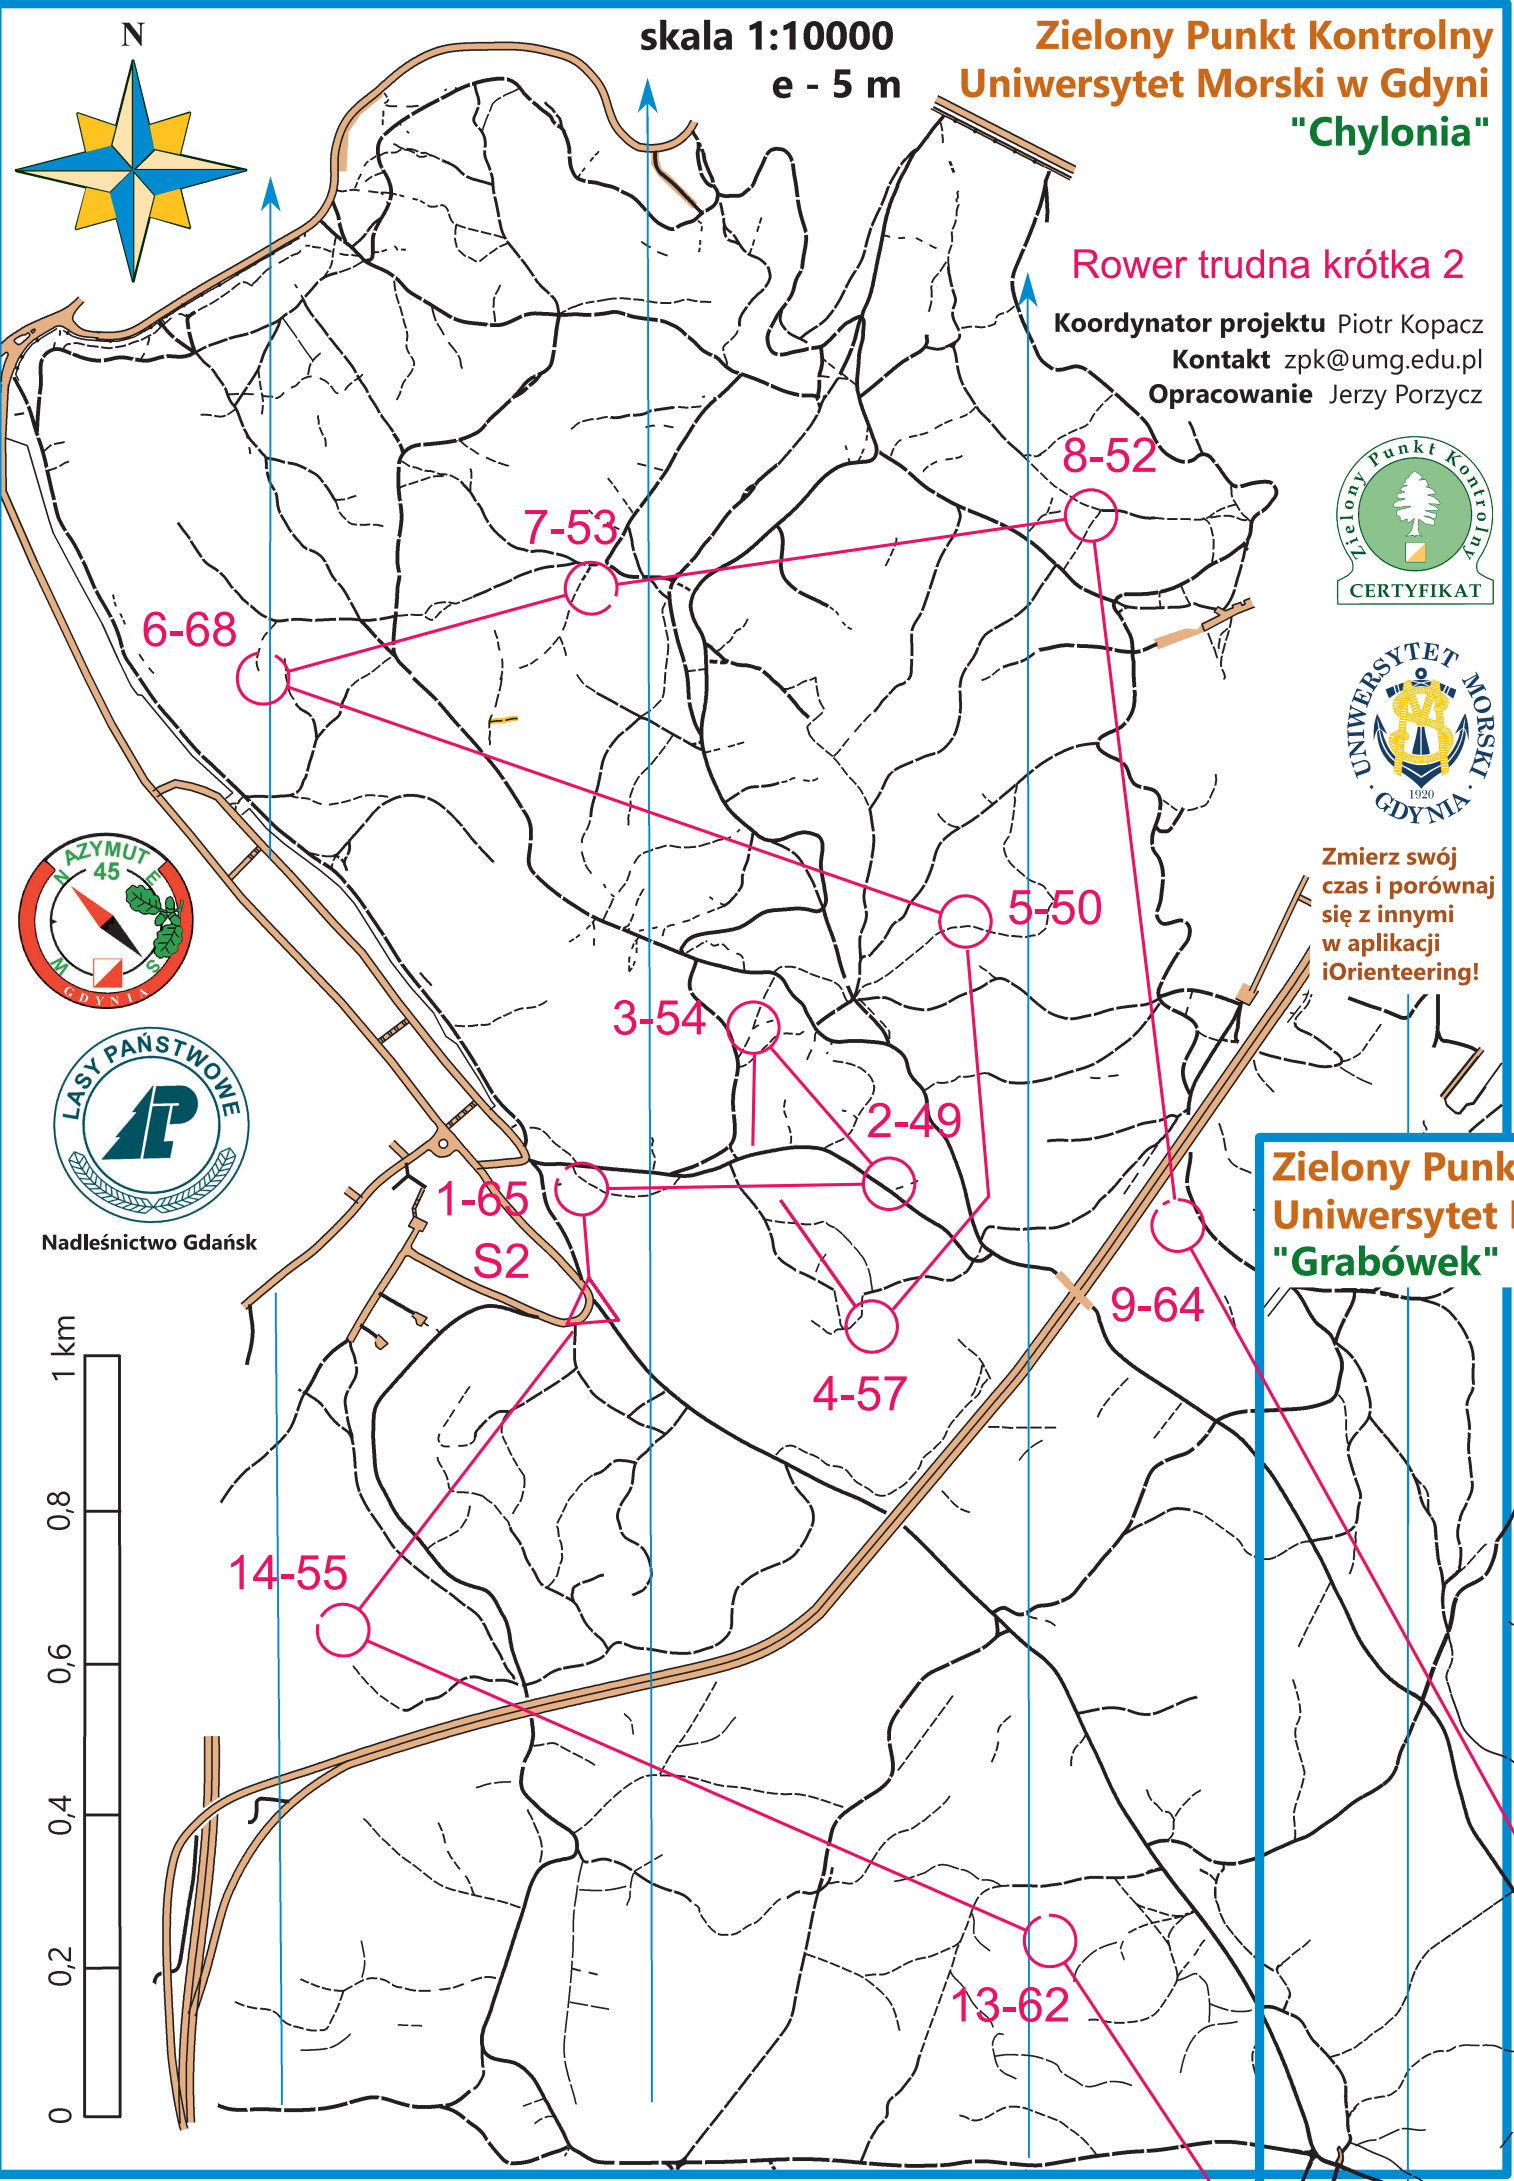 N
skala 1:10000
e - 5 m
Zielony Punkt Kontrolny
Uniwersytet Morski w Gdyni
"Chylonia"
Rower trudna krótka 2
Koordynator projektu Piotr Kopacz
Kontakt zpk@umg.edu.pl
Opracowanie Jerzy Porzycz
Zielony Punkt Kontrolny
CERTYFIKAT
UNIWERSYTET MORSKI
1920
· GDYNIA ·
Zmierz swój
czas i porównaj
się z innymi
w aplikacji
iOrienteering!
8-52
7-53
6-68
5-50
3-54
2-49
1-65
S2
4-57
9-64
14-55
13-62
AZYMUT
45
N
E
W
S
GDYNIA
LASY PAŃSTWOWE
LP
Nadleśnictwo Gdańsk
Zielony Punk
Uniwersytet
"Grabówek"
1 km
0,8
0,6
0,4
0,2
0